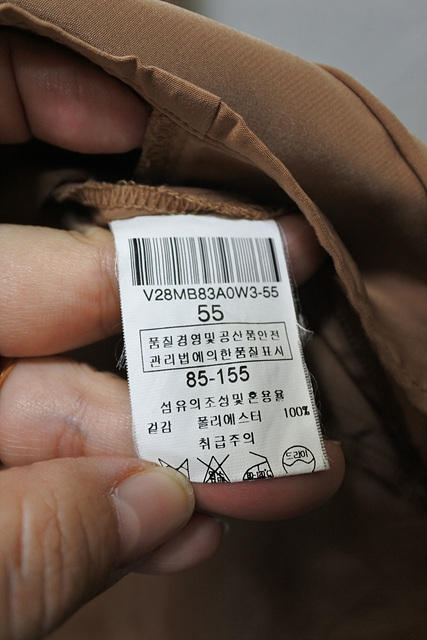 V28MB83A0W3-55
55
품질경영및공산품안전
관리법에의한품질표시
85-155
섬유의조성및혼용율
겉감 폴리에스터 100%
취급주의
드라이